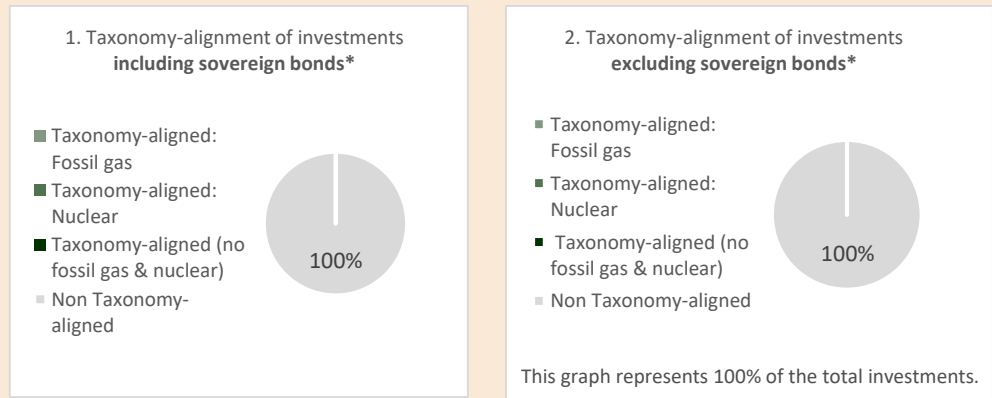 1. Taxonomy-alignment of investments
including sovereign bonds*
Taxonomy-aligned:
Fossil gas
Taxonomy-aligned:
Nuclear
Taxonomy-aligned (no
fossil gas & nuclear)
Non Taxonomy-
aligned
100%
2. Taxonomy-alignment of investments
excluding sovereign bonds*
Taxonomy-aligned:
Fossil gas
Taxonomy-aligned:
Nuclear
Taxonomy-aligned (no
fossil gas & nuclear)
Non Taxonomy-aligned
100%
This graph represents 100% of the total investments.